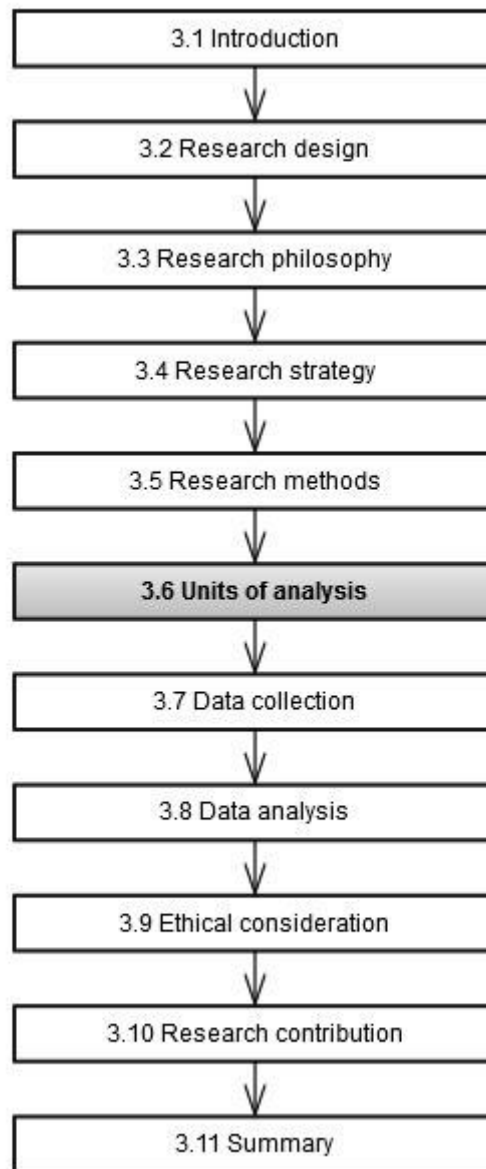 3.1 Introduction
3.2 Research design
3.3 Research philosophy
3.4 Research strategy
3.5 Research methods
3.6 Units of analysis
3.7 Data collection
3.8 Data analysis
3.9 Ethical consideration
3.10 Research contribution
3.11 Summary